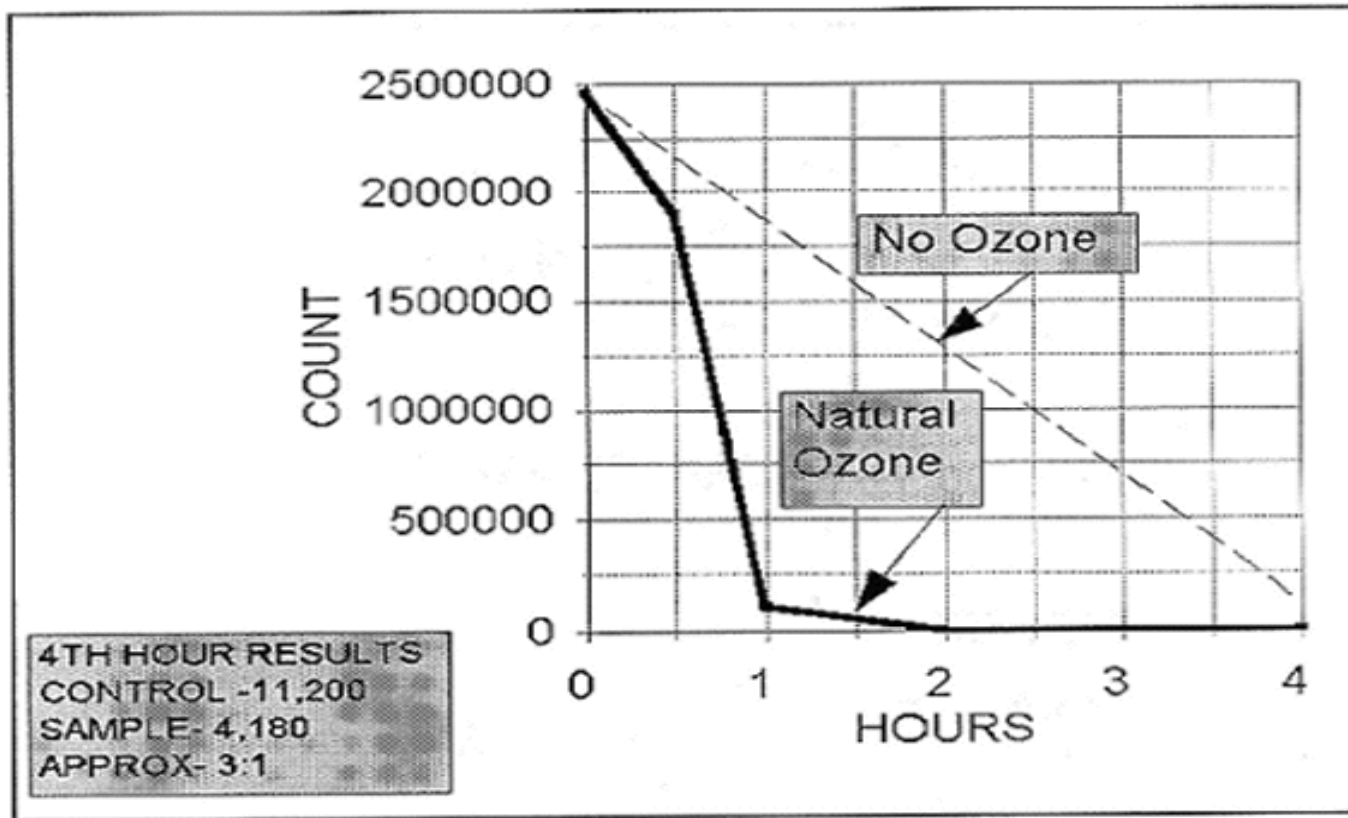 2500000
2000000
1500000
1000000
500000
0
COUNT
No Ozone
Natural
Ozone
0 1 2 3 4
HOURS
4TH HOUR RESULTS
CONTROL -11,200
SAMPLE- 4,180
APPROX- 3:1